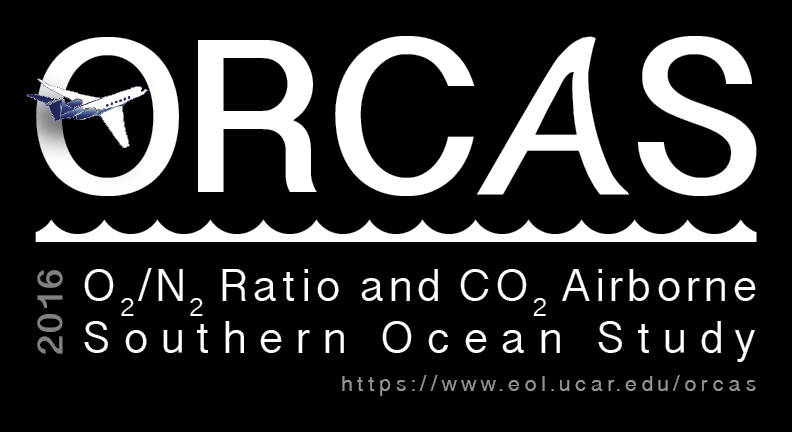 ORCAS
2016
O₂/N₂ Ratio and CO₂ Airborne
Southern Ocean Study
https://www.eol.ucar.edu/orcas